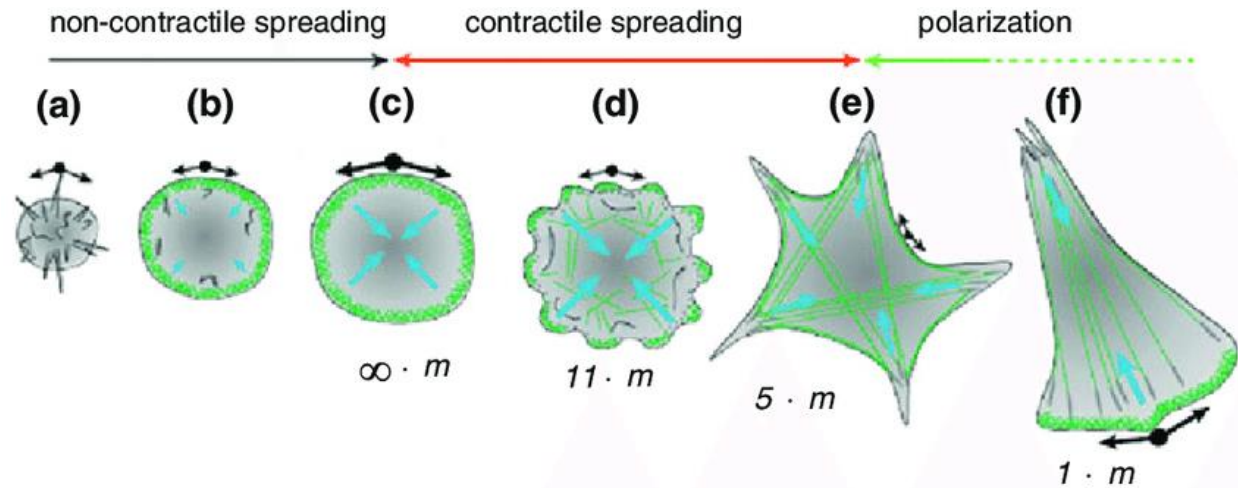 non-contractile spreading contractile spreading polarization
(a) (b) (c) (d) (e) (f)
∞ · m
11 · m
5 · m
1 · m